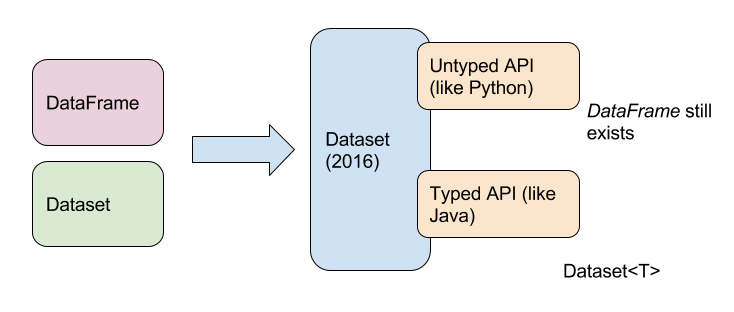 DataFrame
Dataset
Dataset
(2016)
Untyped API
(like Python)
DataFrame still
exists
Typed API (like
Java)
Dataset<T>